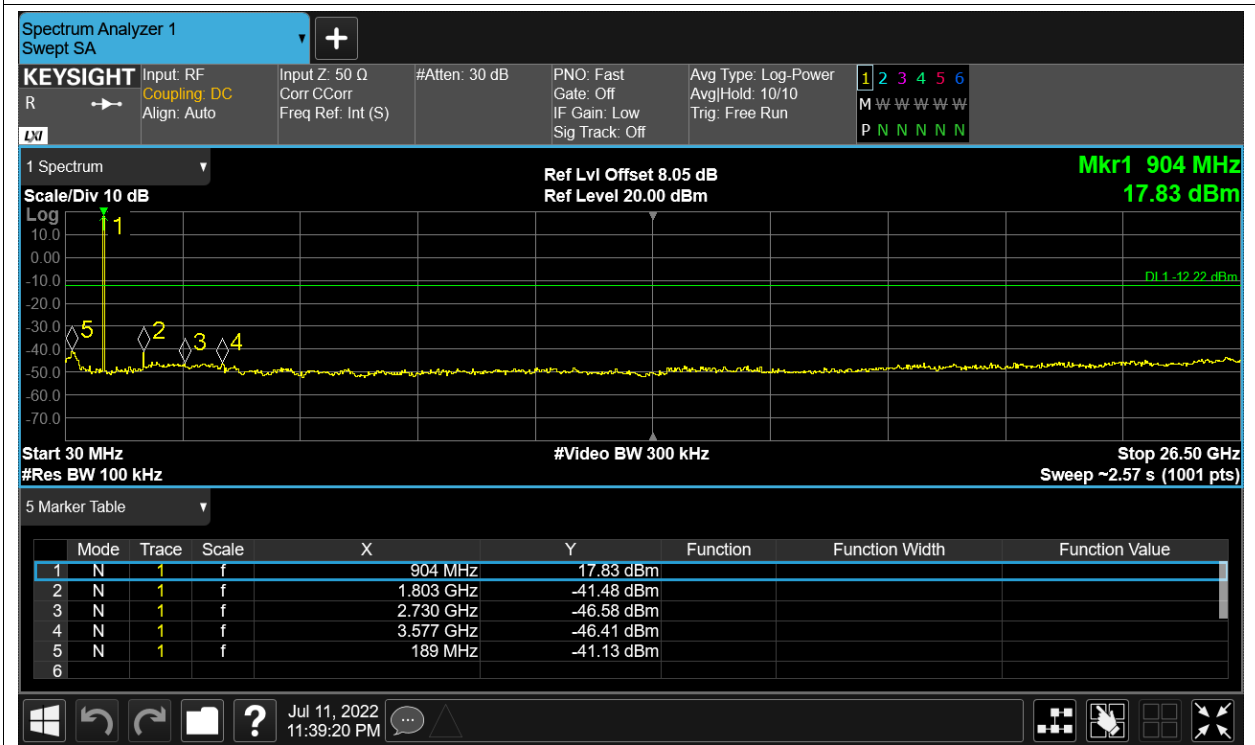 Spectrum Analyzer 1
Swept SA
KEYSIGHT Input: RF Input Z: 50 Ω #Atten: 30 dB PNO: Fast Avg Type: Log-Power 1 2 3 4 5 6
R Coupling: DC Corr CCorr Gate: Off Avg|Hold: 10/10 M W W W W W
Align: Auto Freq Ref: Int (S) IF Gain: Low Trig: Free Run
LXI Sig Track: Off P N N N N N
1 Spectrum Ref Lvl Offset 8.05 dB Mkr1 904 MHz
Scale/Div 10 dB Ref Level 20.00 dBm 17.83 dBm
Log
1
10.0
0.00
-10.0 DL1 -12.22 dBm
-20.0
-30.0 5 2
-40.0 3 4
-50.0
-60.0
-70.0
Start 30 MHz #Video BW 300 kHz Stop 26.50 GHz
#Res BW 100 kHz Sweep ~2.57 s (1001 pts)
5 Marker Table
Mode Trace Scale X Y Function Function Width Function Value
1 N 1 f 904 MHz 17.83 dBm
2 N 1 f 1.803 GHz -41.48 dBm
3 N 1 f 2.730 GHz -46.58 dBm
4 N 1 f 3.577 GHz -46.41 dBm
5 N 1 f 189 MHz -41.13 dBm
6
? Jul 11, 2022
11:39:20 PM